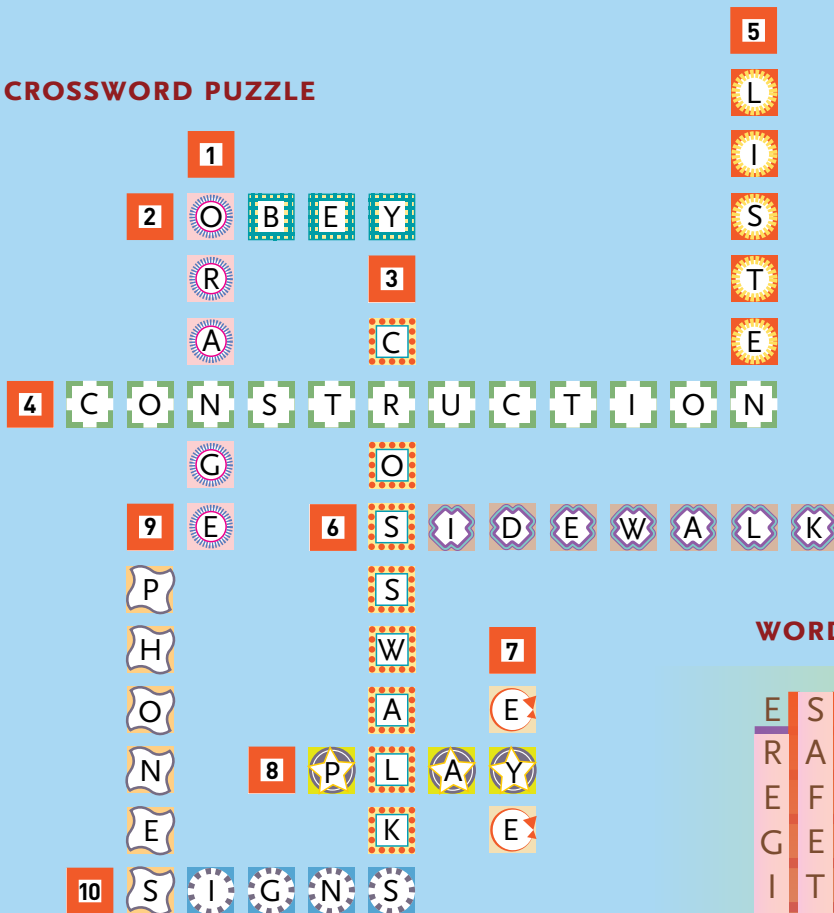 5
CROSSWORD PUZZLE
L
1 I
2 O B E Y S
R 3 T
A C E
4 C O N S T R U C T I O N
G O
9 E 6 S I D E W A L K
P S
WORD
H W 7
O A E E S
N 8 P L A Y R A
E K E E F
G E
10 S I G N S I T